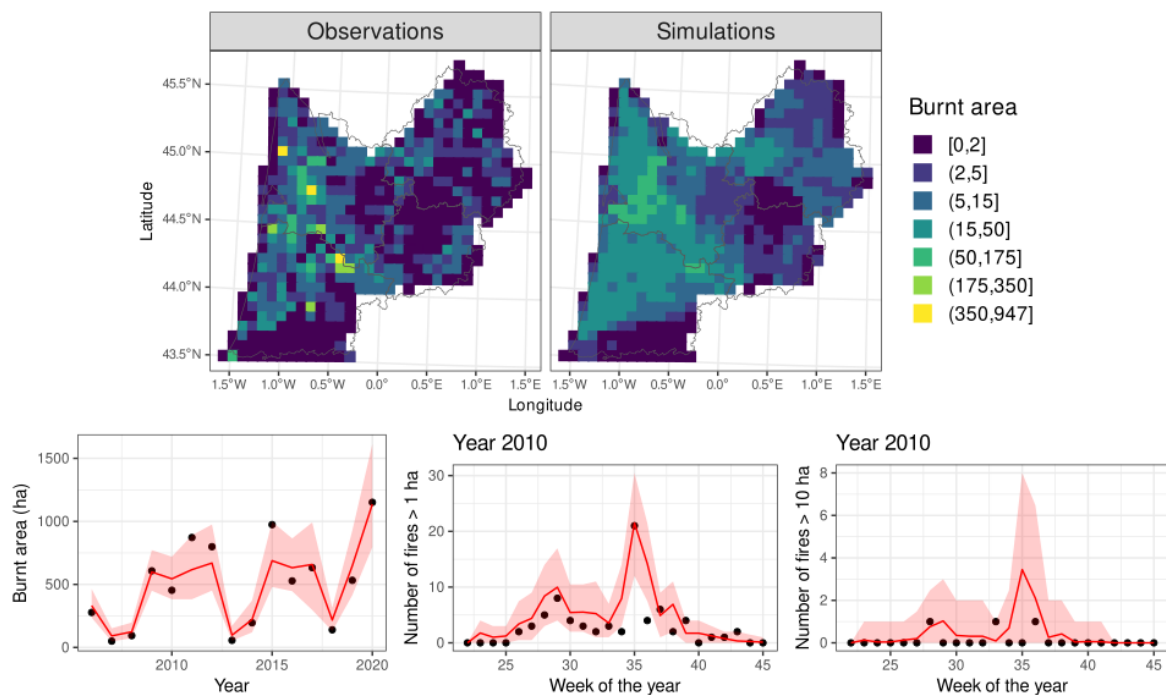 Observations
Simulations
45.5°N
45.0°N
44.5°N
44.0°N
43.5°N
Latitude
1.5°W 1.0°W 0.5°W 0.0° 0.5°E 1.0°E 1.5°E
1.5°W 1.0°W 0.5°W 0.0° 0.5°E 1.0°E 1.5°E
Longitude
Burnt area
[0,2]
(2,5]
(5,15]
(15,50]
(50,175]
(175,350]
(350,947]
Burnt area (ha)
1500
1000
500
0
2010 2015 2020
Year
Year 2010
Number of fires > 1 ha
30
20
10
0
25 30 35 40 45
Week of the year
Year 2010
Number of fires > 10 ha
8
6
4
2
0
25 30 35 40 45
Week of the year